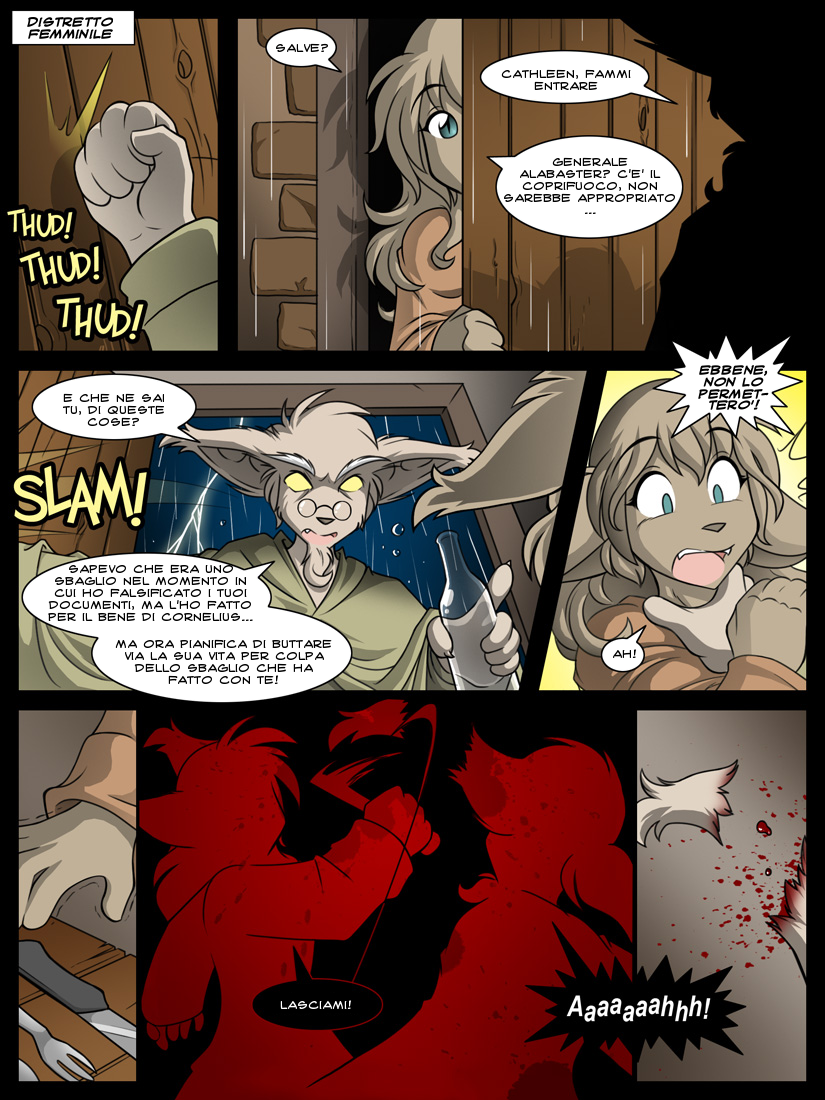 DISTRETTO
FEMMINILE
THUD!
THUD!
THUD!
SALVE?
CATHLEEN, FAMMI
ENTRARE
GENERALE
ALABASTER? C'E' IL
COPRIFUOCO, NON
SAREBBE APPROPRIATO
...
E CHE NE SAI
TU, DI QUESTE
COSE?
SLAM!
SAPEVO CHE ERA UNO
SBAGLIO NEL MOMENTO IN
CUI HO FALSIFICATO I TUOI
DOCUMENTI, MA L'HO FATTO
PER IL BENE DI CORNELIUS...
MA ORA PIANIFICA DI BUTTARE
VIA LA SUA VITA PER COLPA
DELLO SBAGLIO CHE HA
FATTO CON TE!
EBBENE,
NON LO
PERMET-
TERO'!
AH!
LASCIAMI!
Aaaaaaahhh!